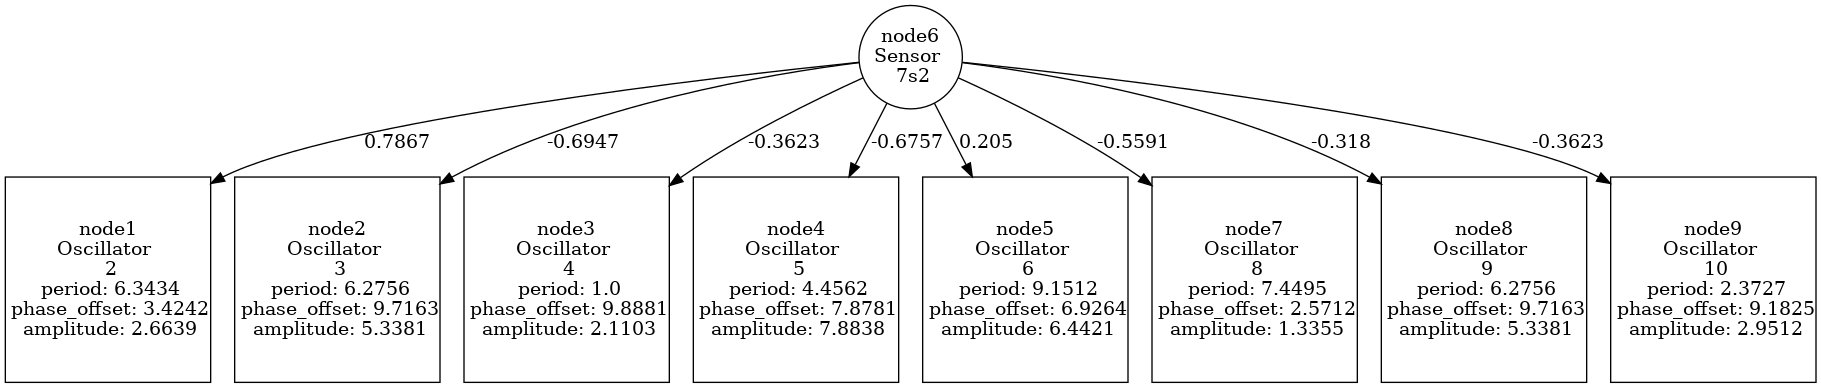 node6
Sensor
7s2
0.7867
-0.6947
-0.3623
-0.6757
0.205
-0.5591
-0.318
-0.3623
node1
Oscillator
2
period: 6.3434
phase_offset: 3.4242
amplitude: 2.6639
node2
Oscillator
3
period: 6.2756
phase_offset: 9.7163
amplitude: 5.3381
node3
Oscillator
4
period: 1.0
phase_offset: 9.8881
amplitude: 2.1103
node4
Oscillator
5
period: 4.4562
phase_offset: 7.8781
amplitude: 7.8838
node5
Oscillator
6
period: 9.1512
phase_offset: 6.9264
amplitude: 6.4421
node7
Oscillator
8
period: 7.4495
phase_offset: 2.5712
amplitude: 1.3355
node8
Oscillator
9
period: 6.2756
phase_offset: 9.7163
amplitude: 5.3381
node9
Oscillator
10
period: 2.3727
phase_offset: 9.1825
amplitude: 2.9512